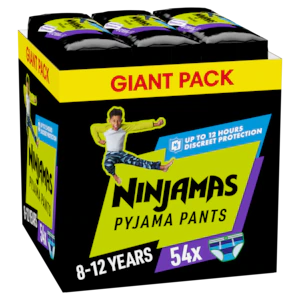 GIANT PACK
UP TO 12 HOURS
DISCREET PROTECTION
NINJAMAS
PYJAMA PANTS
8-12 YEARS
54x